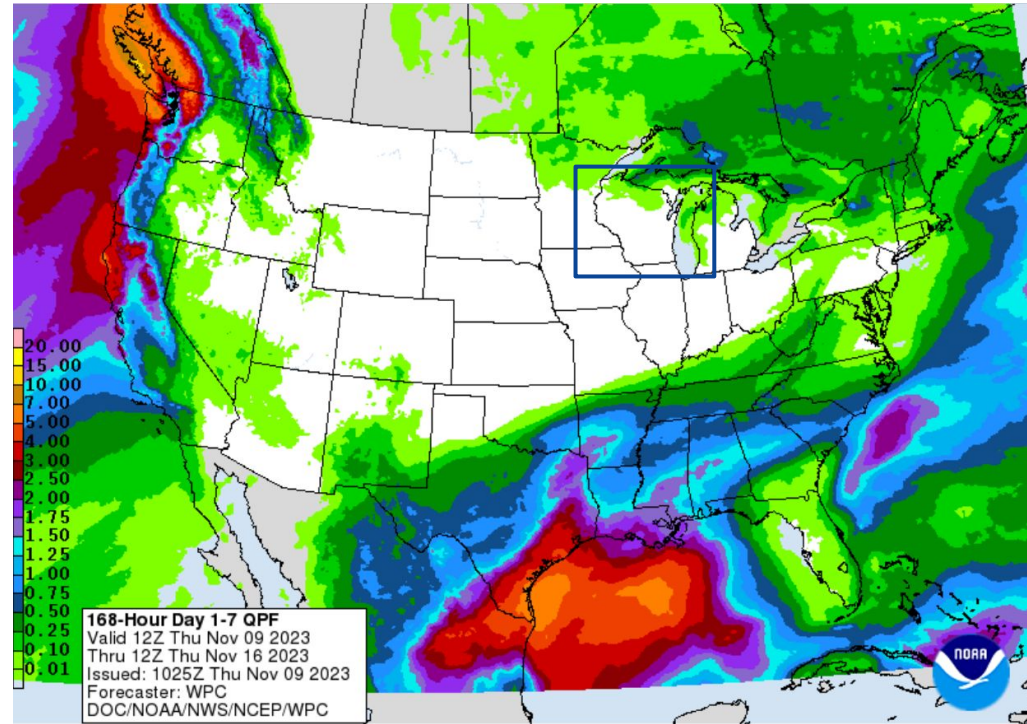 20.00
15.00
10.00
7.00
5.00
4.00
3.00
2.50
2.00
1.75
1.50
1.25
1.00
0.75
0.50
0.25
0.10
0.01
168-Hour Day 1-7 QPF
Valid 12Z Thu Nov 09 2023
Thru 12Z Thu Nov 16 2023
Issued: 1025Z Thu Nov 09 2023
Forecaster: WPC
DOC/NOAA/NWS/NCEP/WPC
NOAA